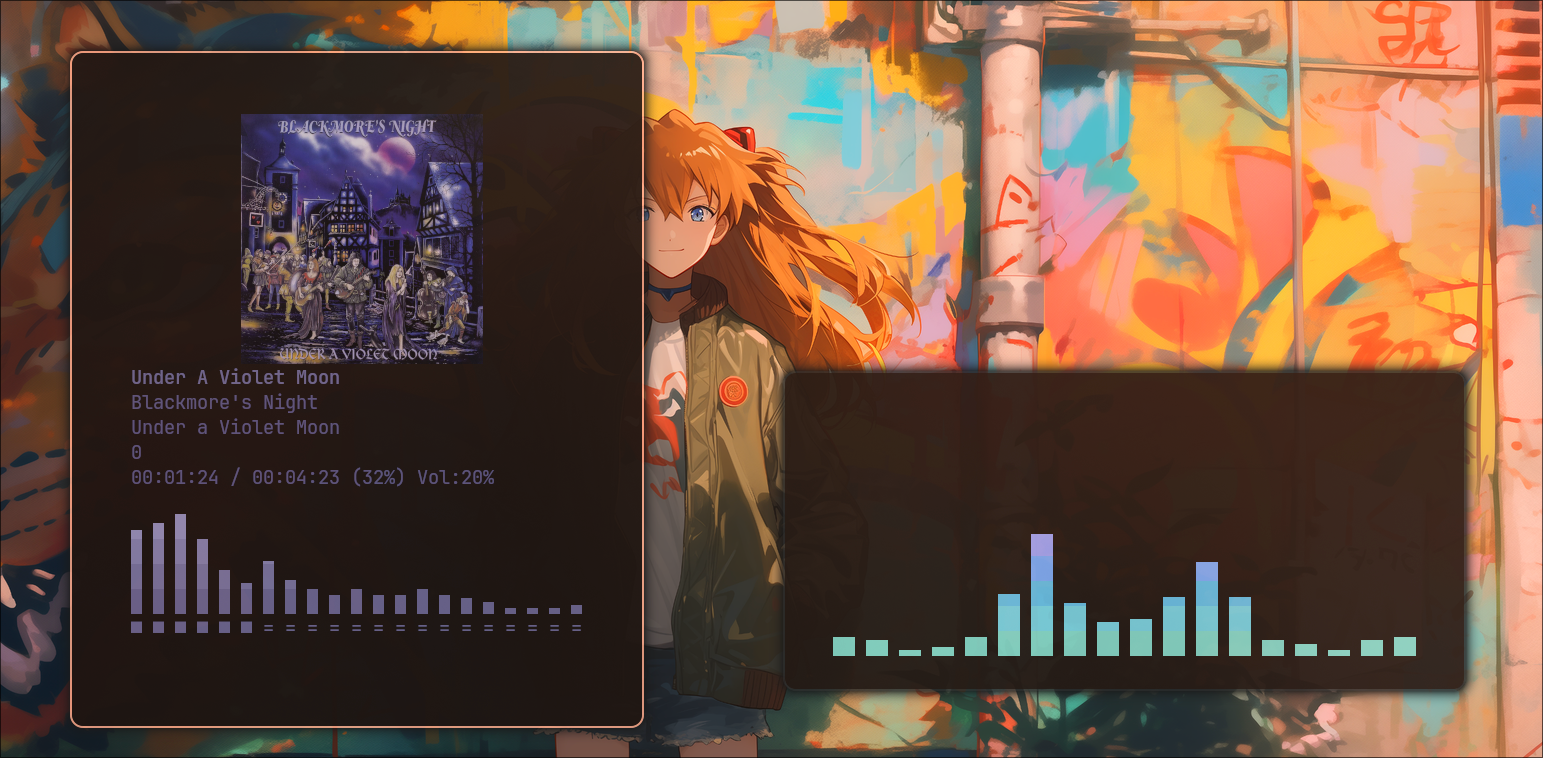 BLACKMORE'S NIGHT
UNDER A VIOLET MOON
Under A Violet Moon
Blackmore's Night
Under a Violet Moon
0
00:01:24 / 00:04:23 (32%) Vol:20%